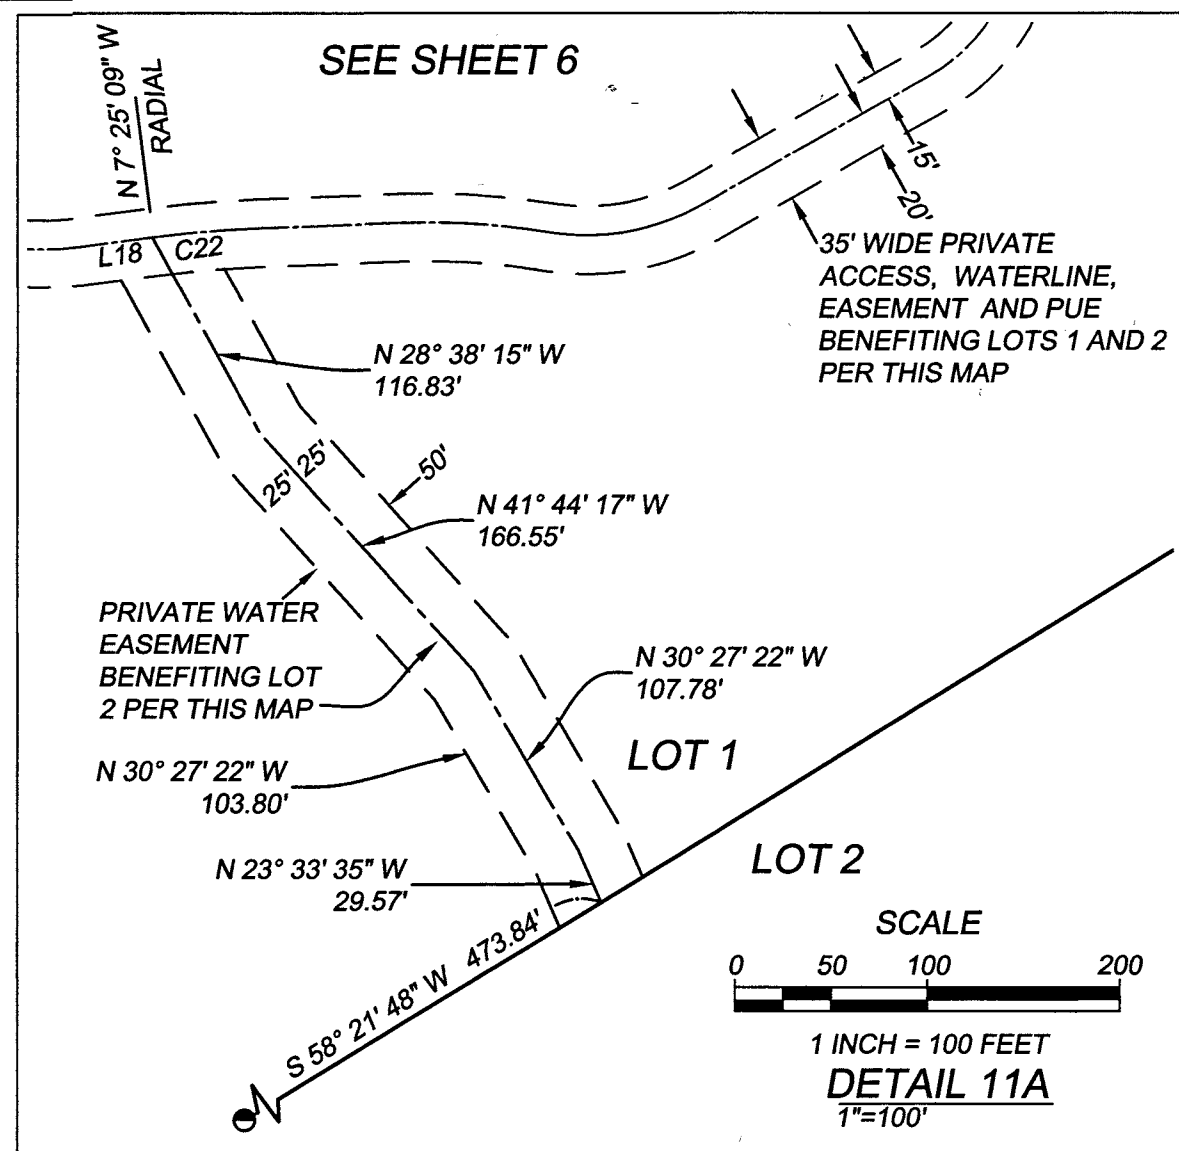 SEE SHEET 6
N 7° 25' 09" W
RADIAL
15'
20'
L18
C22
35' WIDE PRIVATE
ACCESS, WATERLINE,
EASEMENT AND PUE
BENEFITING LOTS 1 AND 2
PER THIS MAP
N 28° 38' 15" W
116.83'
25' 25'
50'
N 41° 44' 17" W
166.55'
PRIVATE WATER
EASEMENT
BENEFITING LOT
2 PER THIS MAP
N 30° 27' 22" W
107.78'
LOT 1
N 30° 27' 22" W
103.80'
LOT 2
N 23° 33' 35" W
29.57'
S 58° 21' 48" W 473.84'
SCALE
0 50 100 200
1 INCH = 100 FEET
DETAIL 11A
1"=100'